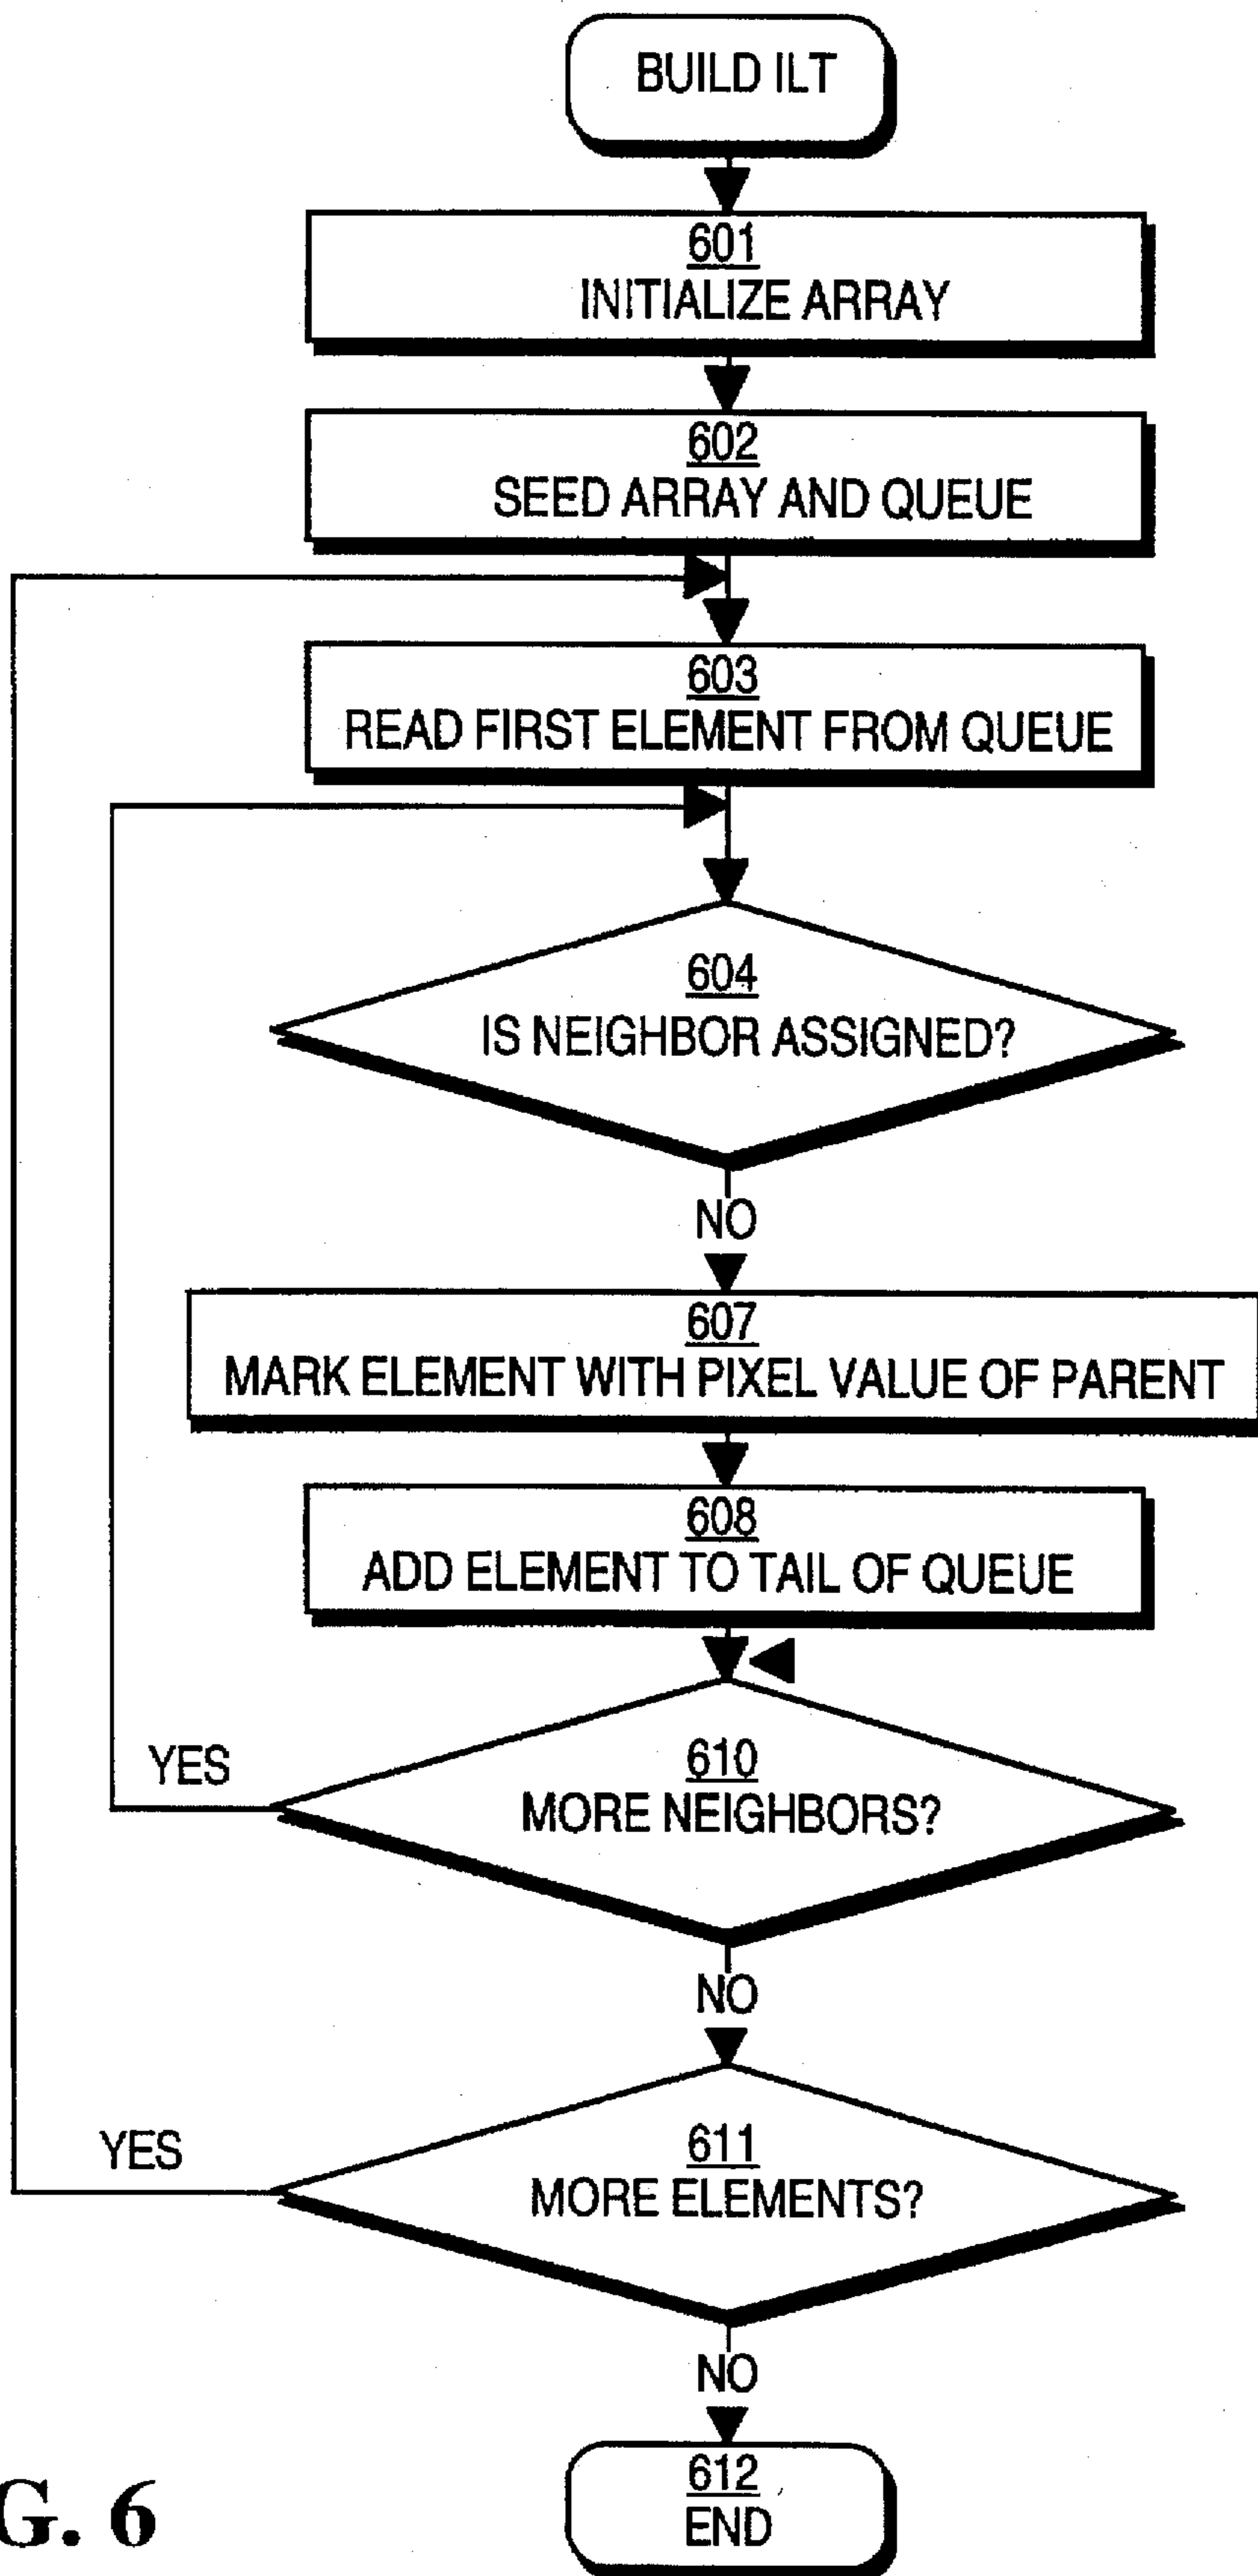 BUILD ILT
601
INITIALIZE ARRAY
602
SEED ARRAY AND QUEUE
603
READ FIRST ELEMENT FROM QUEUE
604
IS NEIGHBOR ASSIGNED?
NO
607
MARK ELEMENT WITH PIXEL VALUE OF PARENT
608
ADD ELEMENT TO TAIL OF QUEUE
610
MORE NEIGHBORS?
YES
NO
611
MORE ELEMENTS?
YES
NO
612
END
G. 6